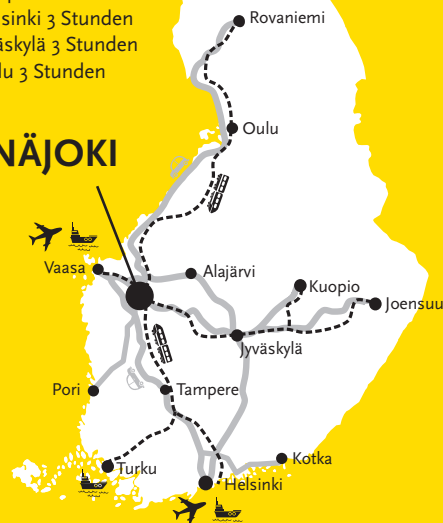 sinki 3 Stunden
äskylä 3 Stunden
lu 3 Stunden
Rovaniemi
Oulu
NÄJOKI
Vaasa
Alajärvi
Kuopio
Joensuu
Jyväskylä
Pori
Tampere
Kotka
Turku
Helsinki